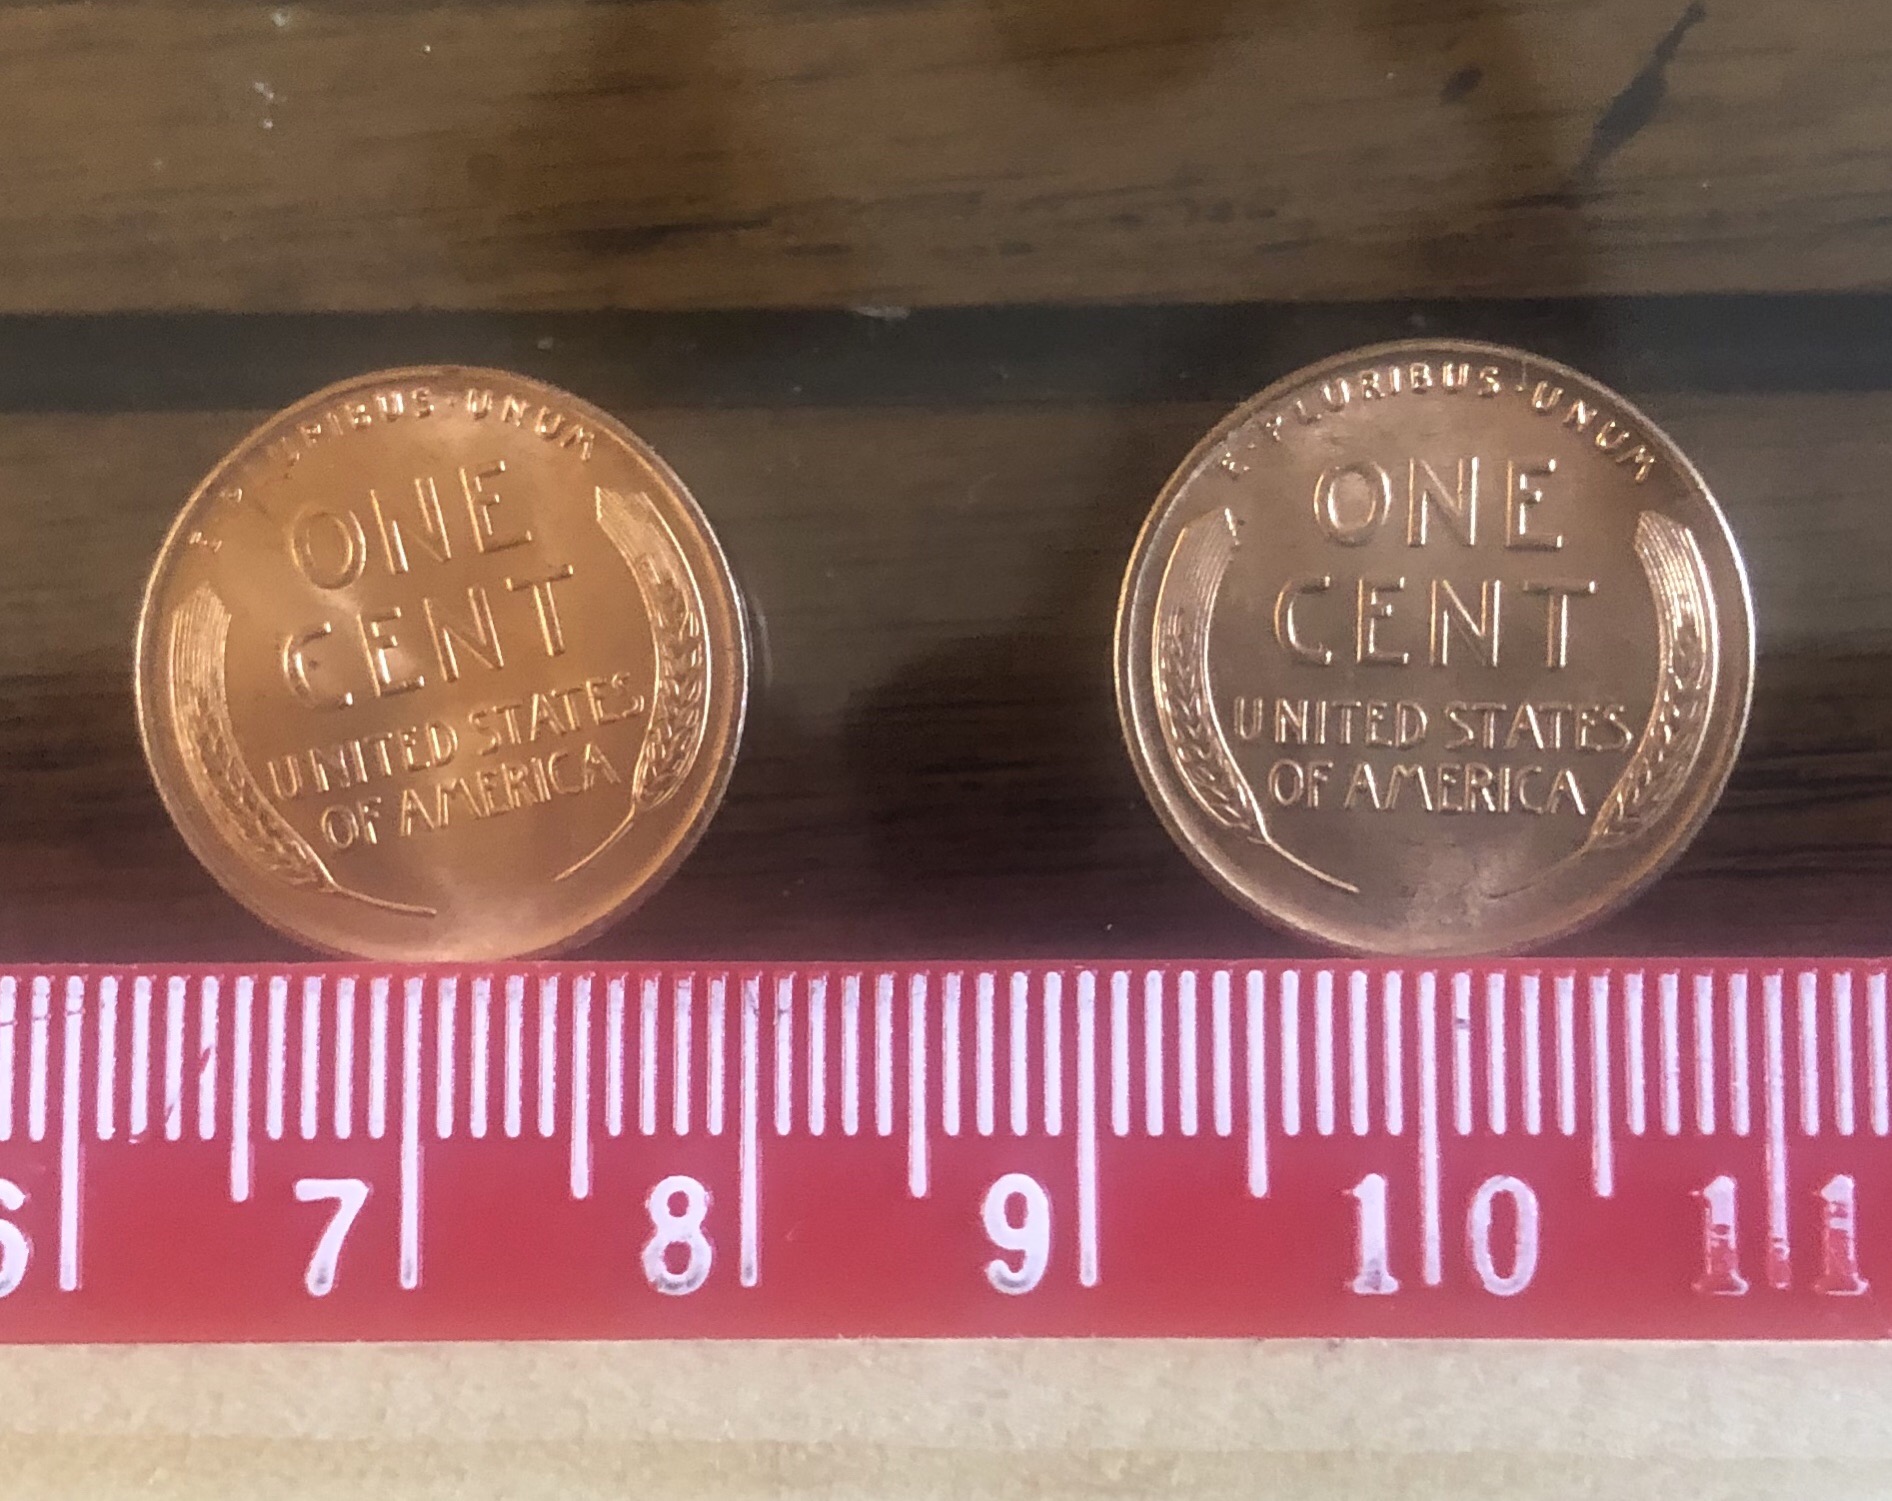 E·PLURIBUS·UNUM
ONE
CENT
UNITED STATES
OF AMERICA
E·PLURIBUS·UNUM
ONE
CENT
UNITED STATES
OF AMERICA
6 7 8 9 10 11